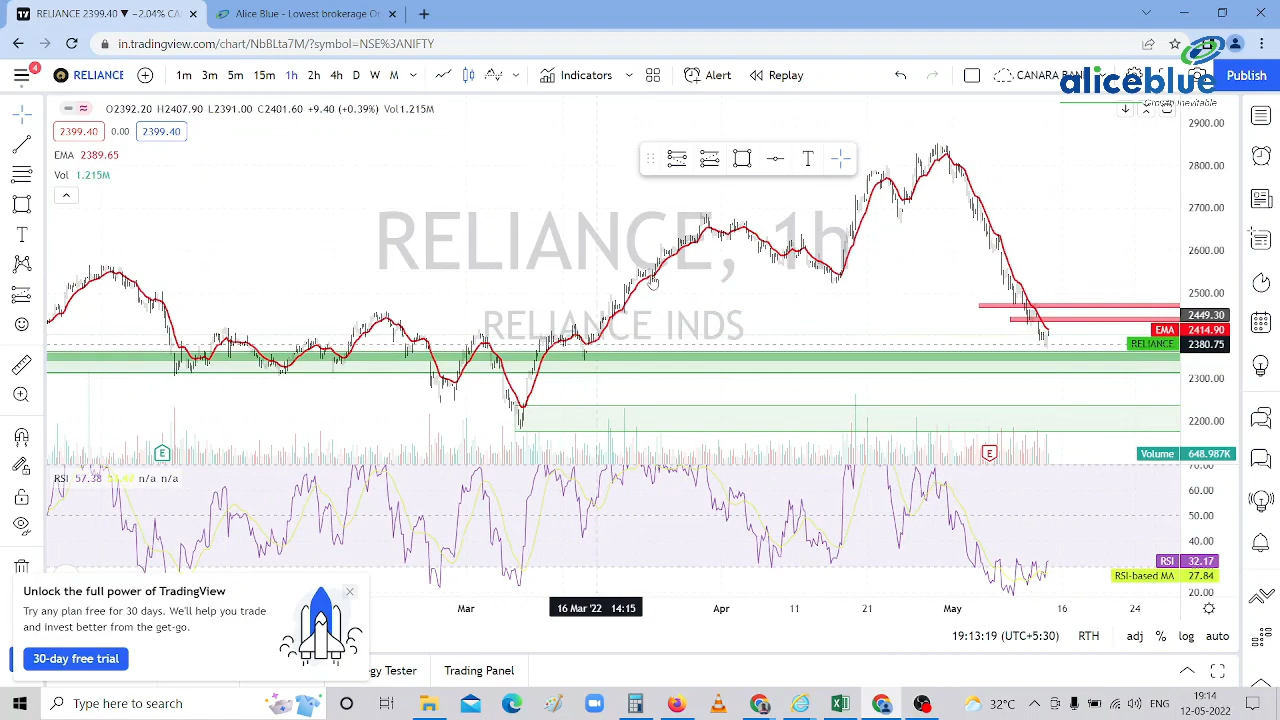 RELIANCE 2399.40 ▼ −2.04% CA
Alice Blue - Lowest brokerage On
in.tradingview.com/chart/NbBLta7M/?symbol=NSE%3ANIFTY
4
RELIANCE
1m 3m 5m 15m 1h 2h 4h D W M
Indicators
Alert
Replay
CANARA BAN
Publish
aliceblue
O2392.20 H2407.90 L2391.00 C2401.60 +9.40 (+0.39%) Vol1.215M
2399.40 0.00 2399.40
EMA 2389.65
Vol 1.215M
T
RELIANCE, 1h
RELIANCE INDS
2900.00
2800.00
2700.00
2600.00
2500.00
2449.30
EMA 2414.90
RELIANCE 2380.75
2300.00
2200.00
E
E
Volume 648.987K
70.00
RSI 57.38 n/a n/a
60.00
50.00
40.00
RSI 32.17
RSI-based MA 27.84
20.00
Mar
16 Mar '22 14:15
Apr
11
21
May
16
24
Unlock the full power of TradingView
Try any plan free for 30 days. We'll help you trade
and invest better from the get-go.
30-day free trial
19:13:19 (UTC+5:30) RTH adj % log auto
gy Tester
Trading Panel
Type here to search
32°C
ENG
19:14
12-05-2022